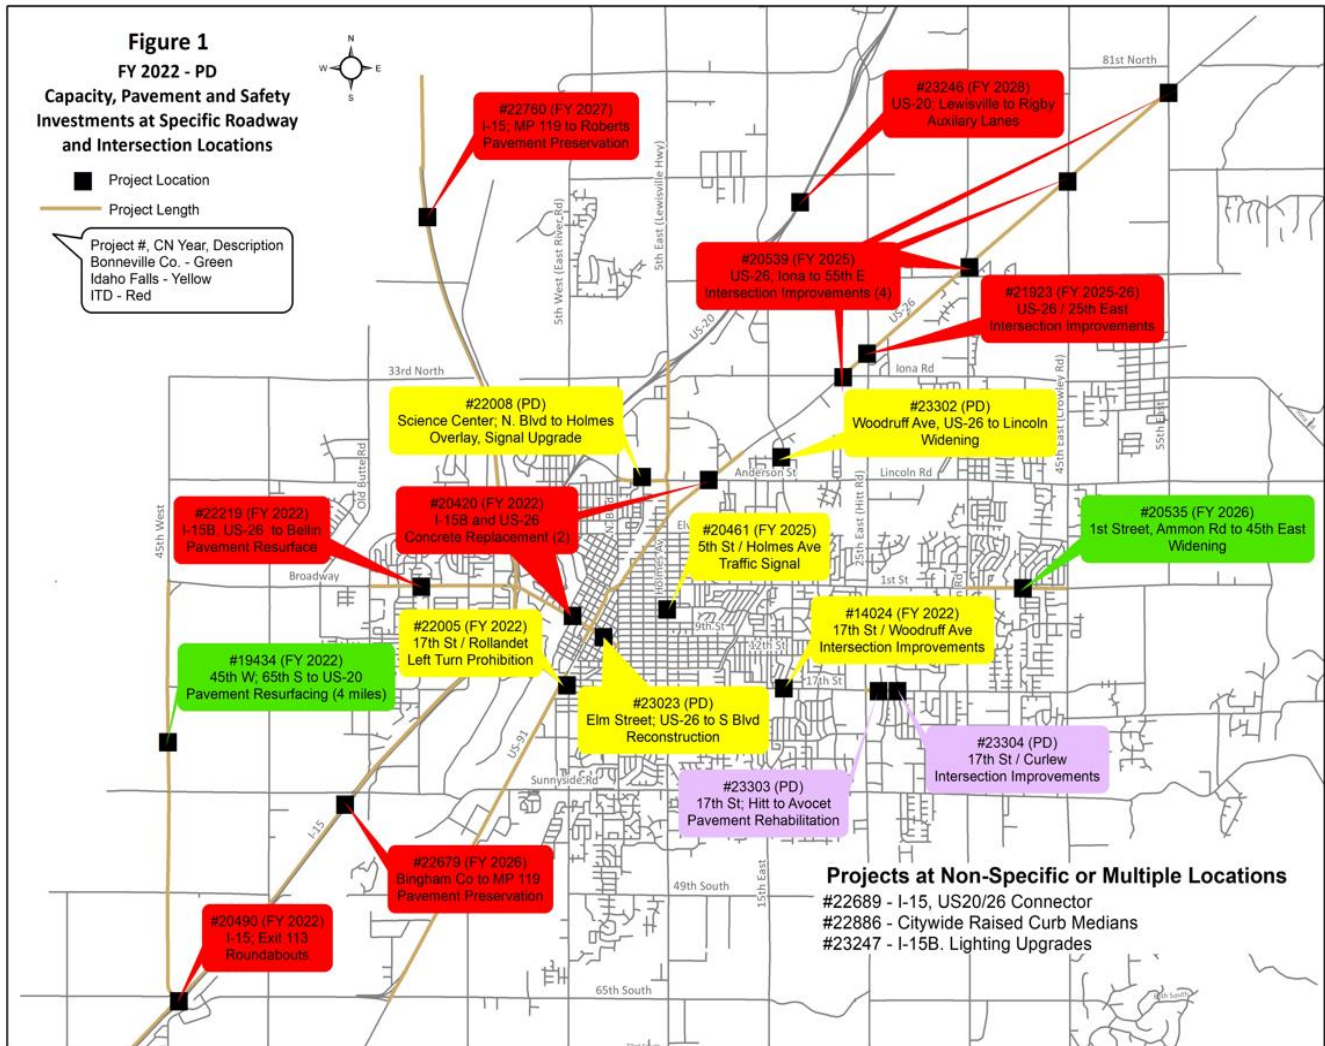 Figure 1
FY 2022 - PD
Capacity, Pavement and Safety
Investments at Specific Roadway
and Intersection Locations
Project Location
Project Length
Project #, CN Year, Description
Bonneville Co. - Green
Idaho Falls - Yellow
ITD - Red
N
W
E
S
#22760 (FY 2027)
I-15; MP 119 to Roberts
Pavement Preservation
#23246 (FY 2028)
US-20; Lewisville to Rigby
Auxilary Lanes
81st North
5th West (East River Rd)
5th East (Lewisville Hwy)
#20539 (FY 2025)
US-26, Iona to 55th E
Intersection Improvements (4)
#21923 (FY 2025-26)
US-26 / 25th East
Intersection Improvements
US-20
US-26
33rd North
Iona Rd
45th East (Crowley Rd)
55th East
#22008 (PD)
Science Center; N. Blvd to Holmes
Overlay, Signal Upgrade
#23302 (PD)
Woodruff Ave, US-26 to Lincoln
Widening
Old Butte Rd
Anderson St
Lincoln Rd
N. Blvd
#22219 (FY 2022)
I-15B, US-26 to Bellin
Pavement Resurface
#20420 (FY 2022)
I-15B and US-26
Concrete Replacement (2)
#20461 (FY 2025)
5th St / Holmes Ave
Traffic Signal
#20535 (FY 2026)
1st Street, Ammon Rd to 45th East
Widening
45th West
Holmes Av
25th East (Hitt Rd)
Broadway
1st St
#22005 (FY 2022)
17th St / Rollandet
Left Turn Prohibition
9th St
12th St
#14024 (FY 2022)
17th St / Woodruff Ave
Intersection Improvements
#19434 (FY 2022)
45th W; 65th S to US-20
Pavement Resurfacing (4 miles)
17th St
#23023 (PD)
Elm Street; US-26 to S Blvd
Reconstruction
US-91
#23304 (PD)
17th St / Curlew
Intersection Improvements
Sunnyside Rd
#23303 (PD)
17th St; Hitt to Avocet
Pavement Rehabilitation
I-15
#22679 (FY 2026)
Bingham Co to MP 119
Pavement Preservation
49th South
15th East
Projects at Non-Specific or Multiple Locations
#22689 - I-15, US20/26 Connector
#22886 - Citywide Raised Curb Medians
#23247 - I-15B. Lighting Upgrades
#20490 (FY 2022)
I-15; Exit 113
Roundabouts
65th South